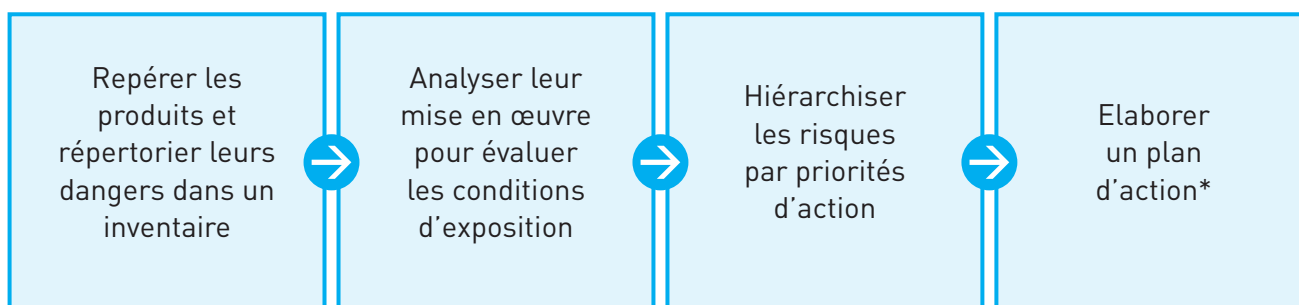 Repérer les
produits et
répertorier leurs
dangers dans un
inventaire
Analyser leur
mise en œuvre
pour évaluer
les conditions
d’exposition
Hiérarchiser
les risques
par priorités
d’action
Elaborer
un plan
d’action*